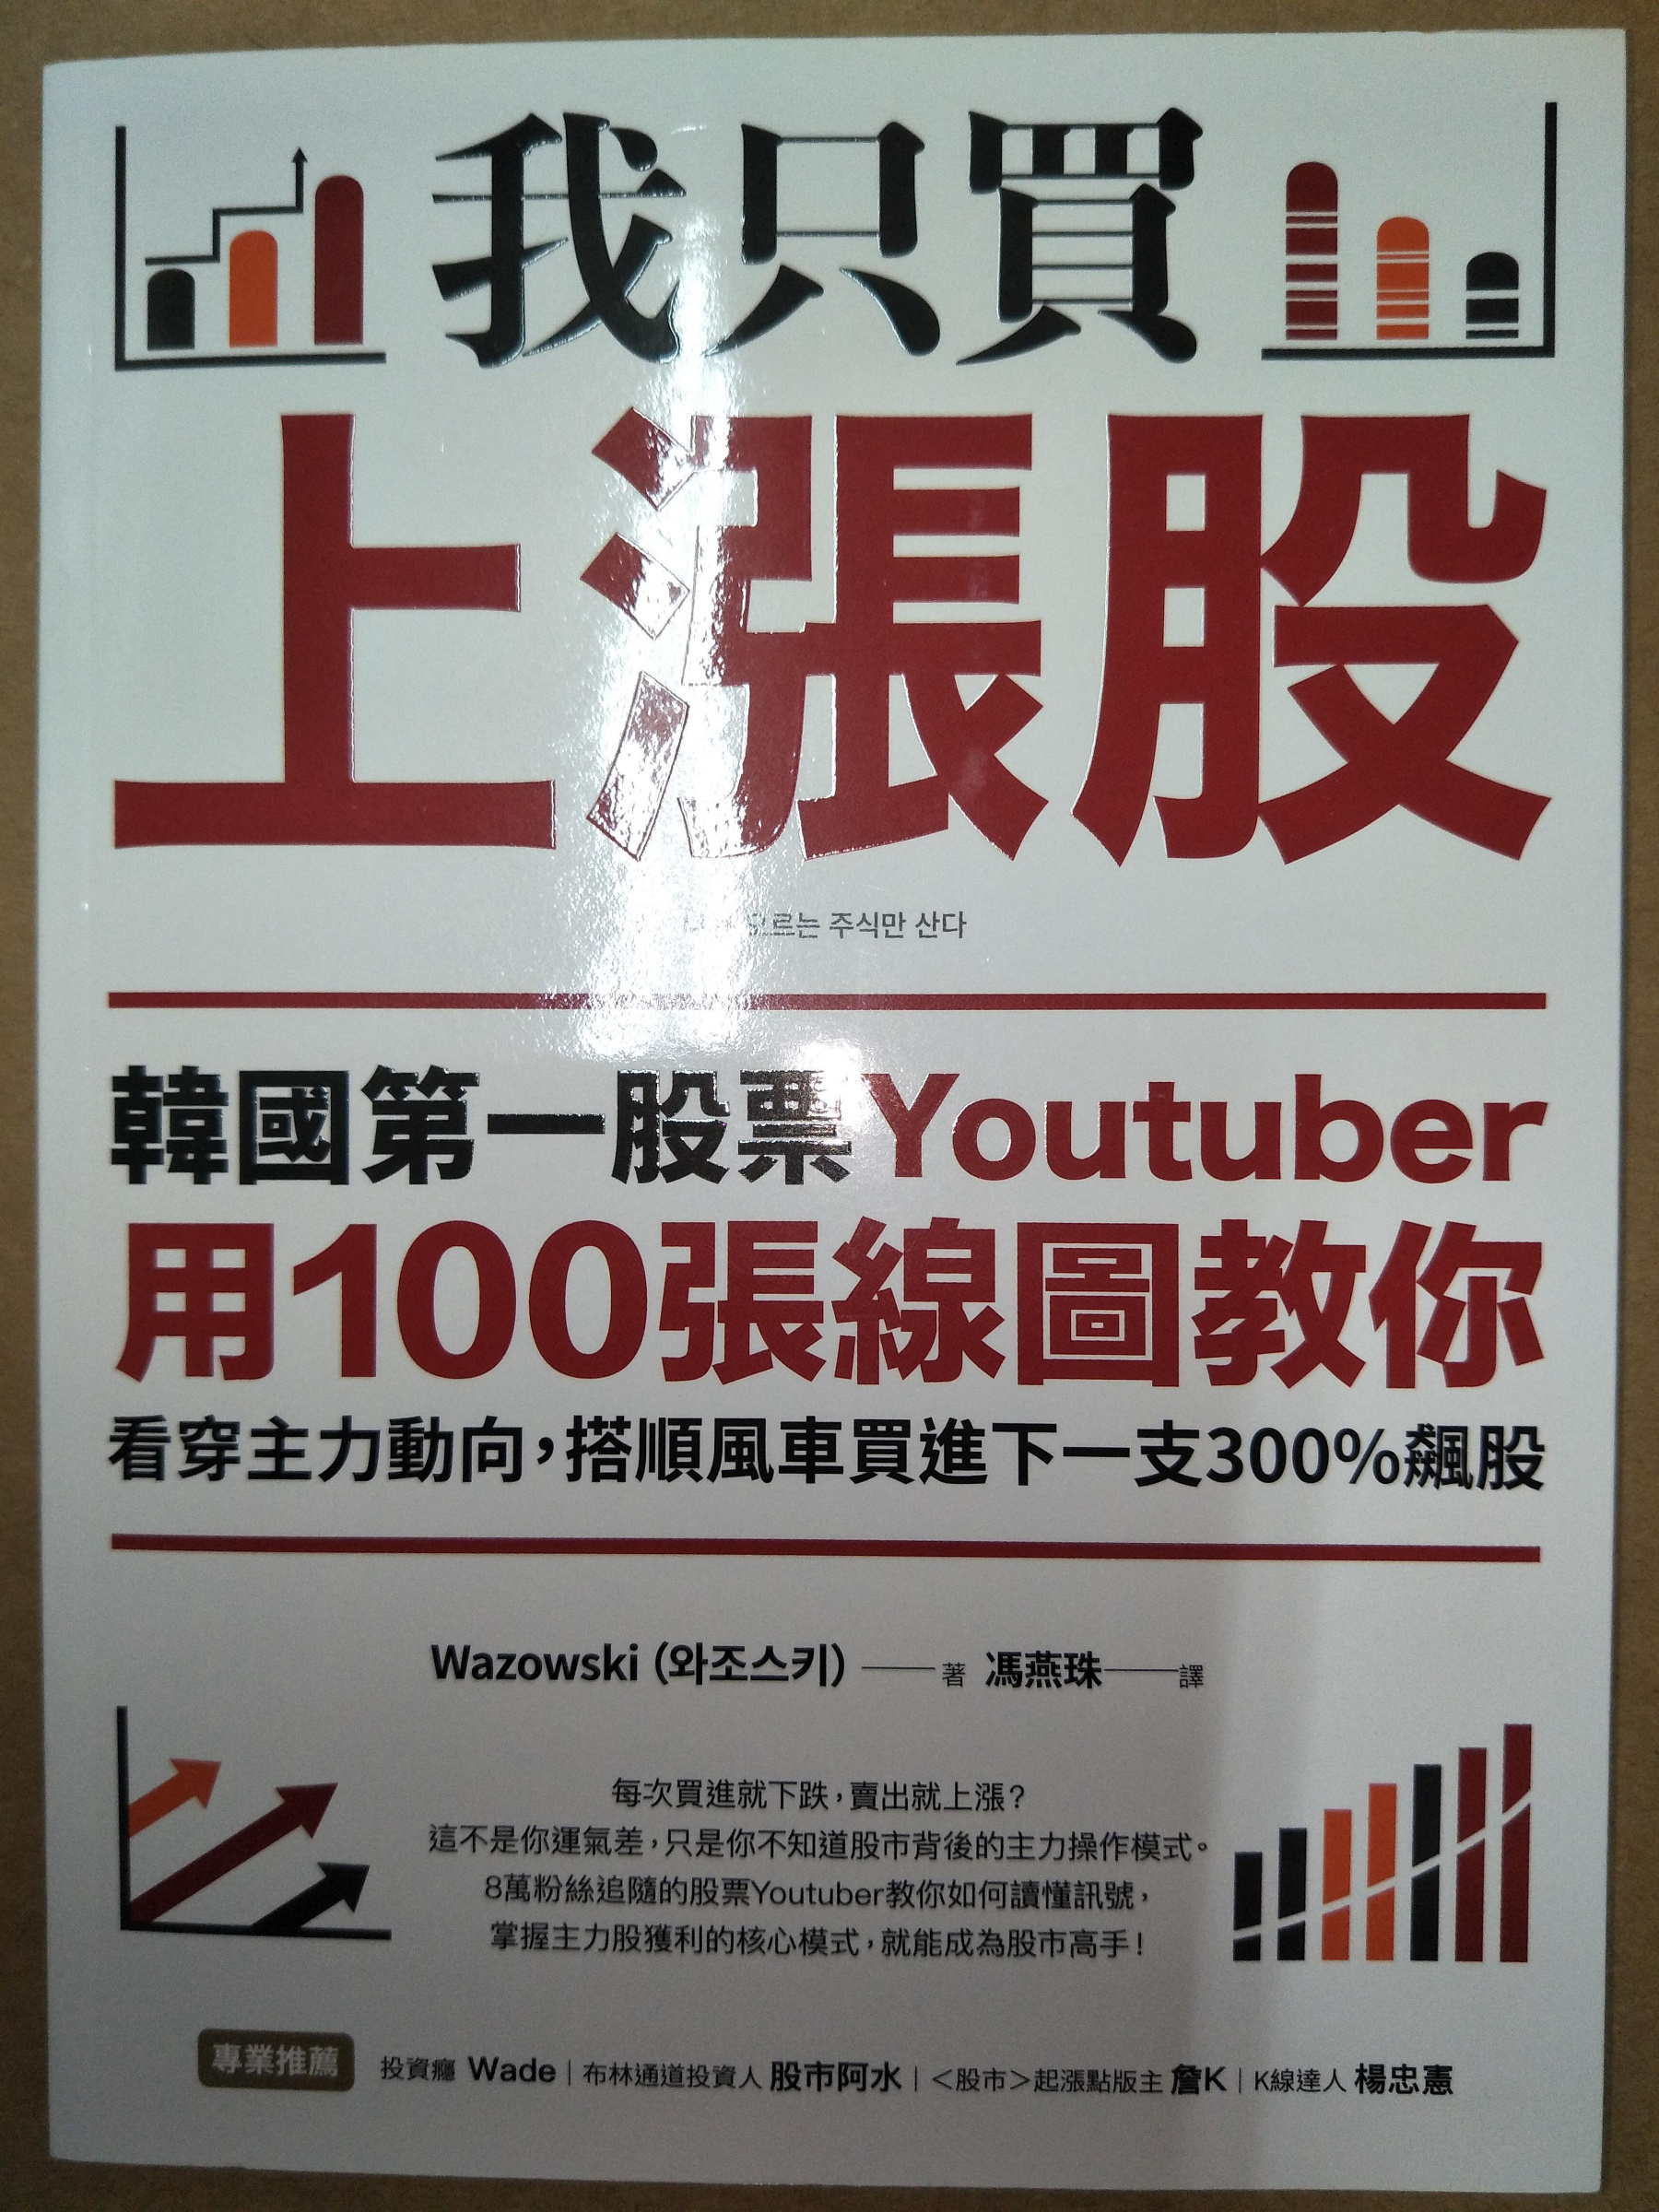 我只買
上漲股
오르는 주식만 산다
韓國第一股票Youtuber
用100張線圖教你
看穿主力動向，搭順風車買進下一支300%飆股
Wazowski (와조스키) —— 著 馮燕珠——譯
每次買進就下跌，賣出就上漲？
這不是你運氣差，只是你不知道股市背後的主力操作模式。
8萬粉絲追隨的股票Youtuber教你如何讀懂訊號，
掌握主力股獲利的核心模式，就能成為股市高手！
專業推薦 投資癮 Wade｜布林通道投資人 股市阿水｜＜股市＞起漲點版主 詹K｜K線達人 楊忠憲